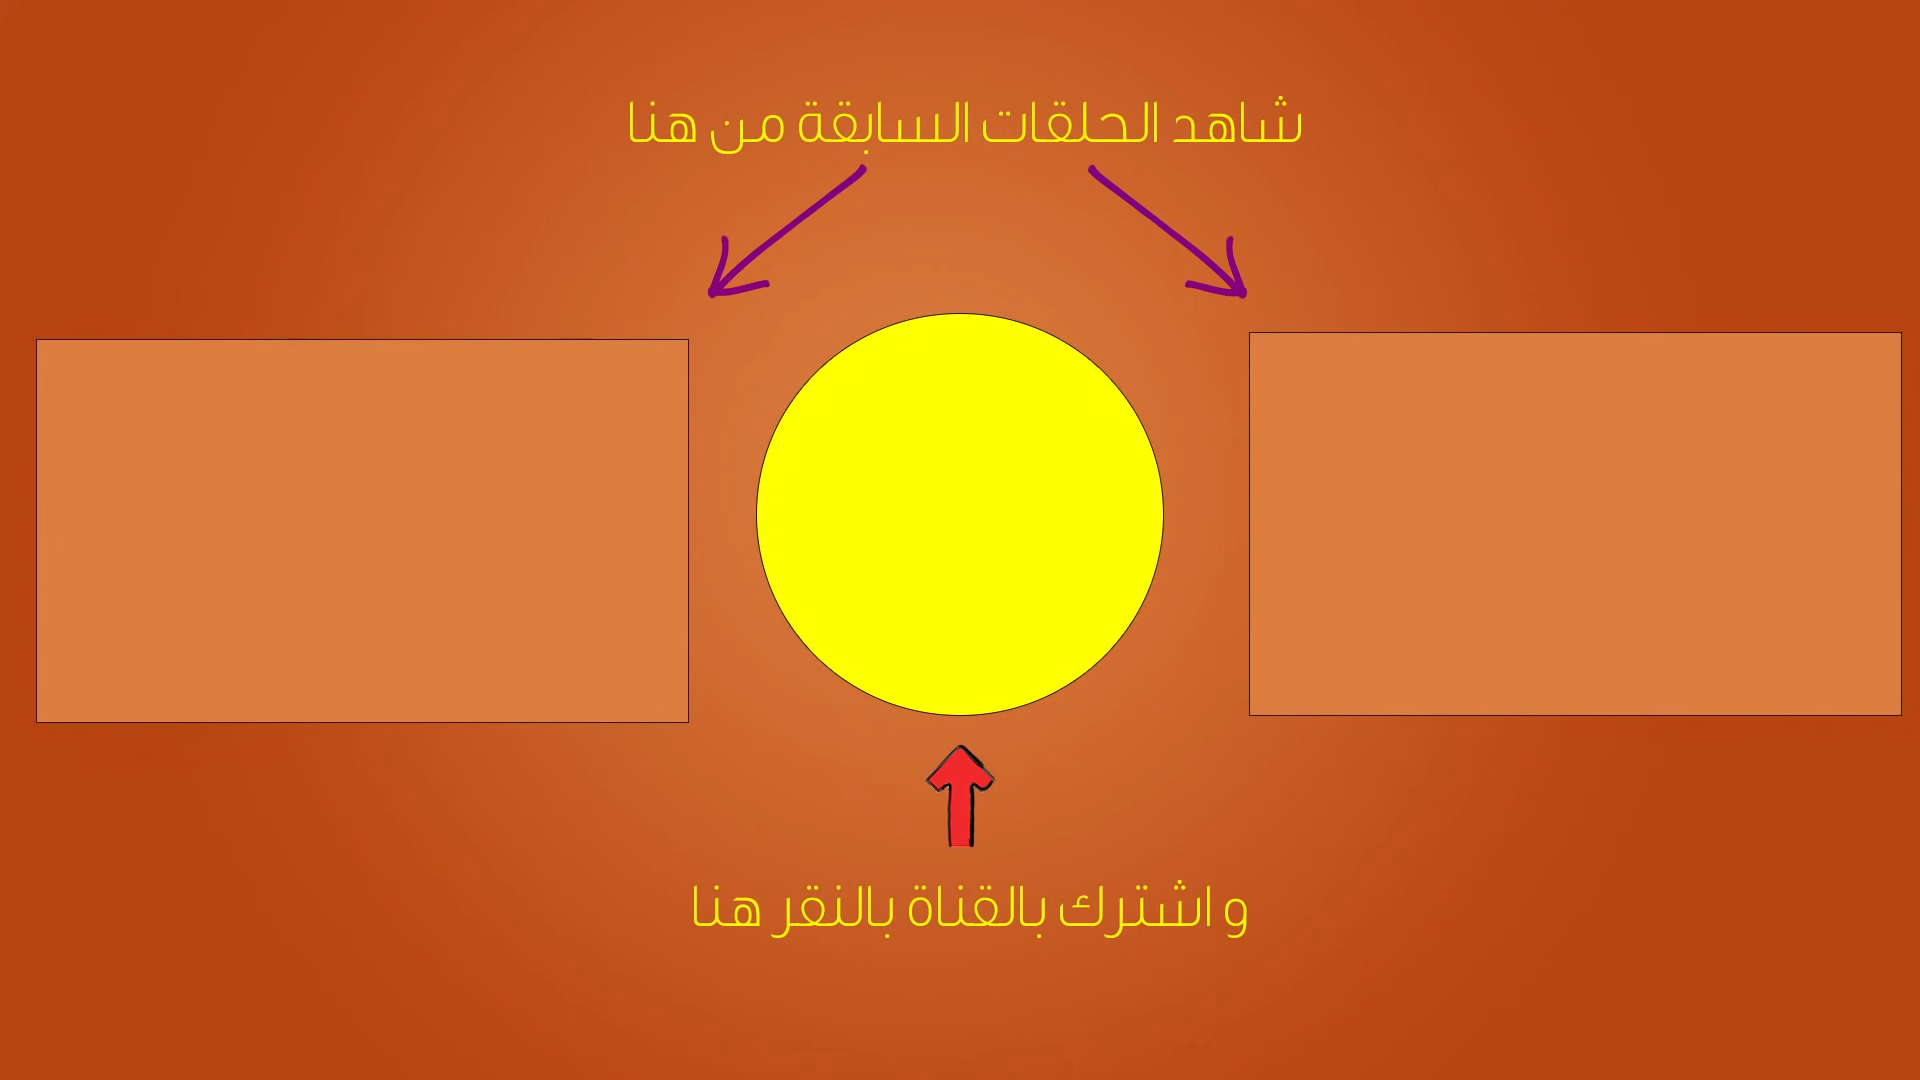 شاهد الحلقات السابقة من هنا
و اشترك بالقناة بالنقر هنا